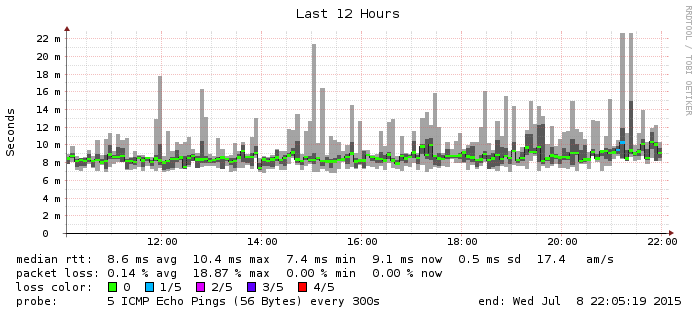 Last 12 Hours
RRDTOOL / TOBI OETIKER
Seconds
22 m
20 m
18 m
16 m
14 m
12 m
10 m
8 m
6 m
4 m
2 m
0
12:00 14:00 16:00 18:00 20:00 22:00
median rtt: 8.6 ms avg 10.4 ms max 7.4 ms min 9.1 ms now 0.5 ms sd 17.4 am/s
packet loss: 0.14 % avg 18.87 % max 0.00 % min 0.00 % now
loss color: 0 1/5 2/5 3/5 4/5
probe: 5 ICMP Echo Pings (56 Bytes) every 300s end: Wed Jul 8 22:05:19 2015